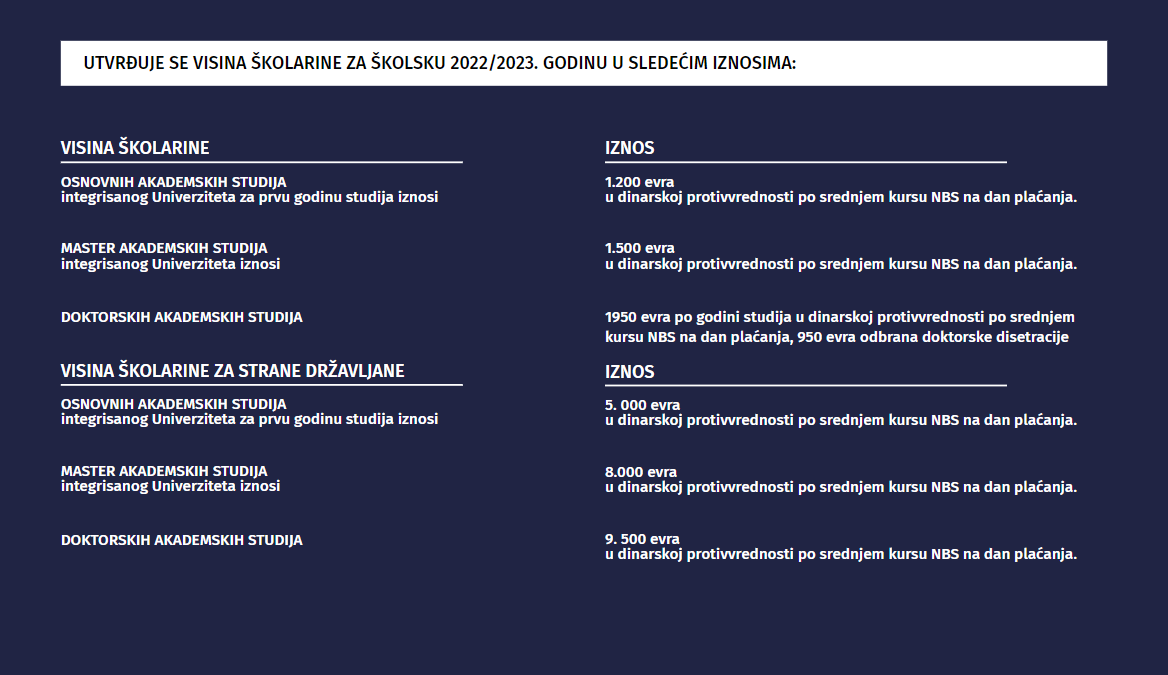 UTVRĐUJE SE VISINA ŠKOLARINE ZA ŠKOLSKU 2022/2023. GODINU U SLEDEĆIM IZNOSIMA:
VISINA ŠKOLARINE
IZNOS
OSNOVNIH AKADEMSKIH STUDIJA
integrisanog Univerziteta za prvu godinu studija iznosi
1.200 evra
u dinarskoj protivvrednosti po srednjem kursu NBS na dan plaćanja.
MASTER AKADEMSKIH STUDIJA
integrisanog Univerziteta iznosi
1.500 evra
u dinarskoj protivvrednosti po srednjem kursu NBS na dan plaćanja.
DOKTORSKIH AKADEMSKIH STUDIJA
1950 evra po godini studija u dinarskoj protivvrednosti po srednjem
kursu NBS na dan plaćanja, 950 evra odbrana doktorske disetracije
VISINA ŠKOLARINE ZA STRANE DRŽAVLJANE
IZNOS
OSNOVNIH AKADEMSKIH STUDIJA
integrisanog Univerziteta za prvu godinu studija iznosi
5. 000 evra
u dinarskoj protivvrednosti po srednjem kursu NBS na dan plaćanja.
MASTER AKADEMSKIH STUDIJA
integrisanog Univerziteta iznosi
8.000 evra
u dinarskoj protivvrednosti po srednjem kursu NBS na dan plaćanja.
DOKTORSKIH AKADEMSKIH STUDIJA
9. 500 evra
u dinarskoj protivvrednosti po srednjem kursu NBS na dan plaćanja.